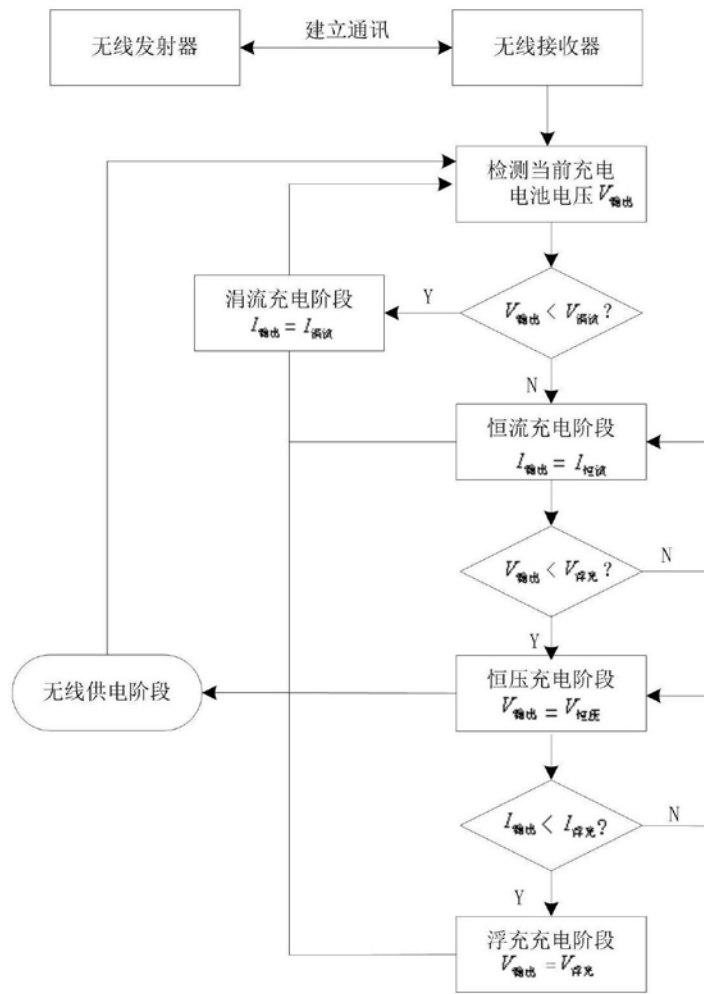 无线发射器
建立通讯
无线接收器
检测当前充电
电池电压 V输出
涓流充电阶段
I输出 = I涓流
Y
V输出 < V涓流 ?
N
恒流充电阶段
I输出 = I恒流
V输出 < V浮充 ?
N
Y
无线供电阶段
恒压充电阶段
V输出 = V恒压
I输出 < I浮充 ?
N
Y
浮充充电阶段
V输出 = V浮充